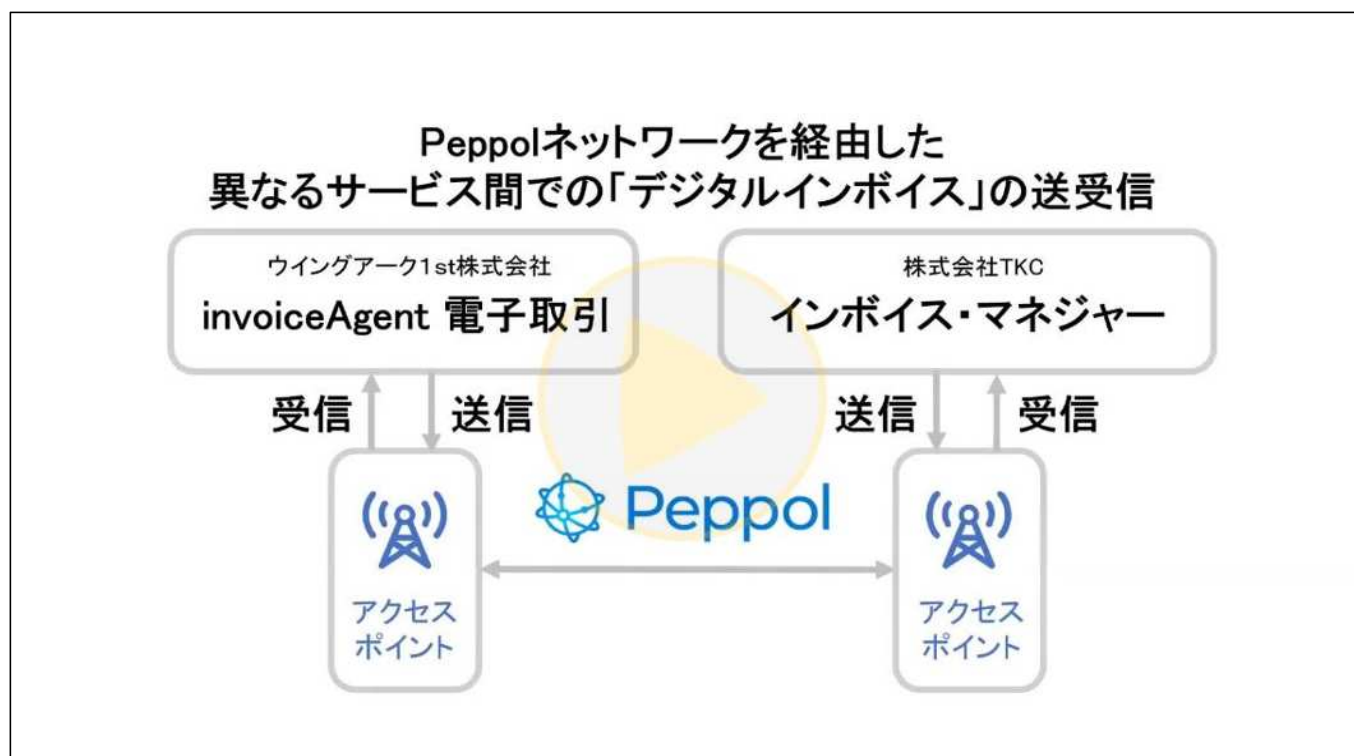 Peppolネットワークを経由した
異なるサービス間での「デジタルインボイス」の送受信
ウイングアーク1st株式会社
invoiceAgent 電子取引
株式会社TKC
インボイス・マネジャー
受信
送信
送信
受信
Peppol
アクセス
ポイント
アクセス
ポイント